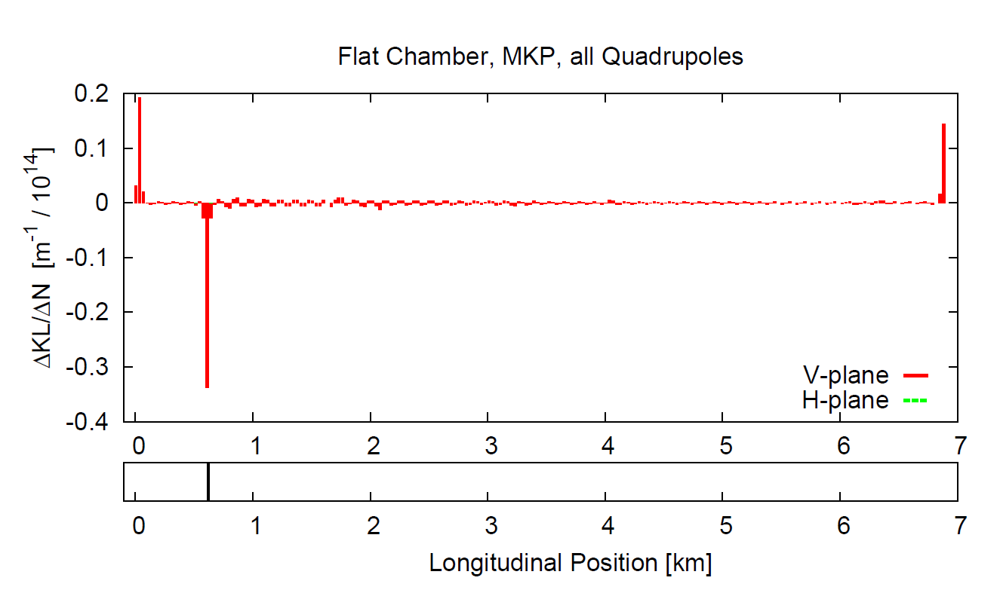 Flat Chamber, MKP, all Quadrupoles
0.2
0.1
0
-0.1
-0.2
-0.3
-0.4
ΔKL/ΔN [m⁻¹ / 10¹⁴]
V-plane
H-plane
0 1 2 3 4 5 6 7
0 1 2 3 4 5 6 7
Longitudinal Position [km]